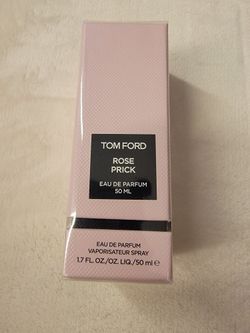 TOM FORD
ROSE
PRICK
EAU DE PARFUM
50 ML
EAU DE PARFUM
VAPORISATEUR SPRAY
1.7 FL. OZ./OZ. LIQ./50 ml e